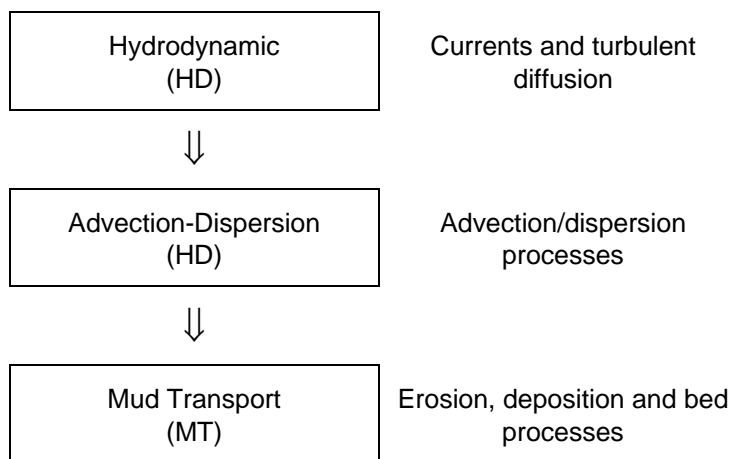 Hydrodynamic
(HD)
Currents and turbulent
diffusion
⇓
Advection-Dispersion
(HD)
Advection/dispersion
processes
⇓
Mud Transport
(MT)
Erosion, deposition and bed
processes